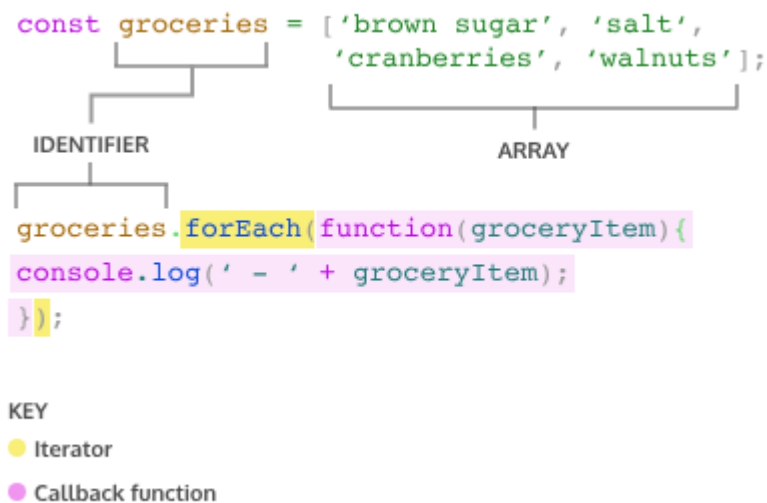 const groceries = [‘brown sugar’, ‘salt‘,
‘cranberries’, ‘walnuts’];
IDENTIFIER
ARRAY
groceries.forEach(function(groceryItem){
console.log(‘ - ‘ + groceryItem);
});
KEY
Iterator
Callback function